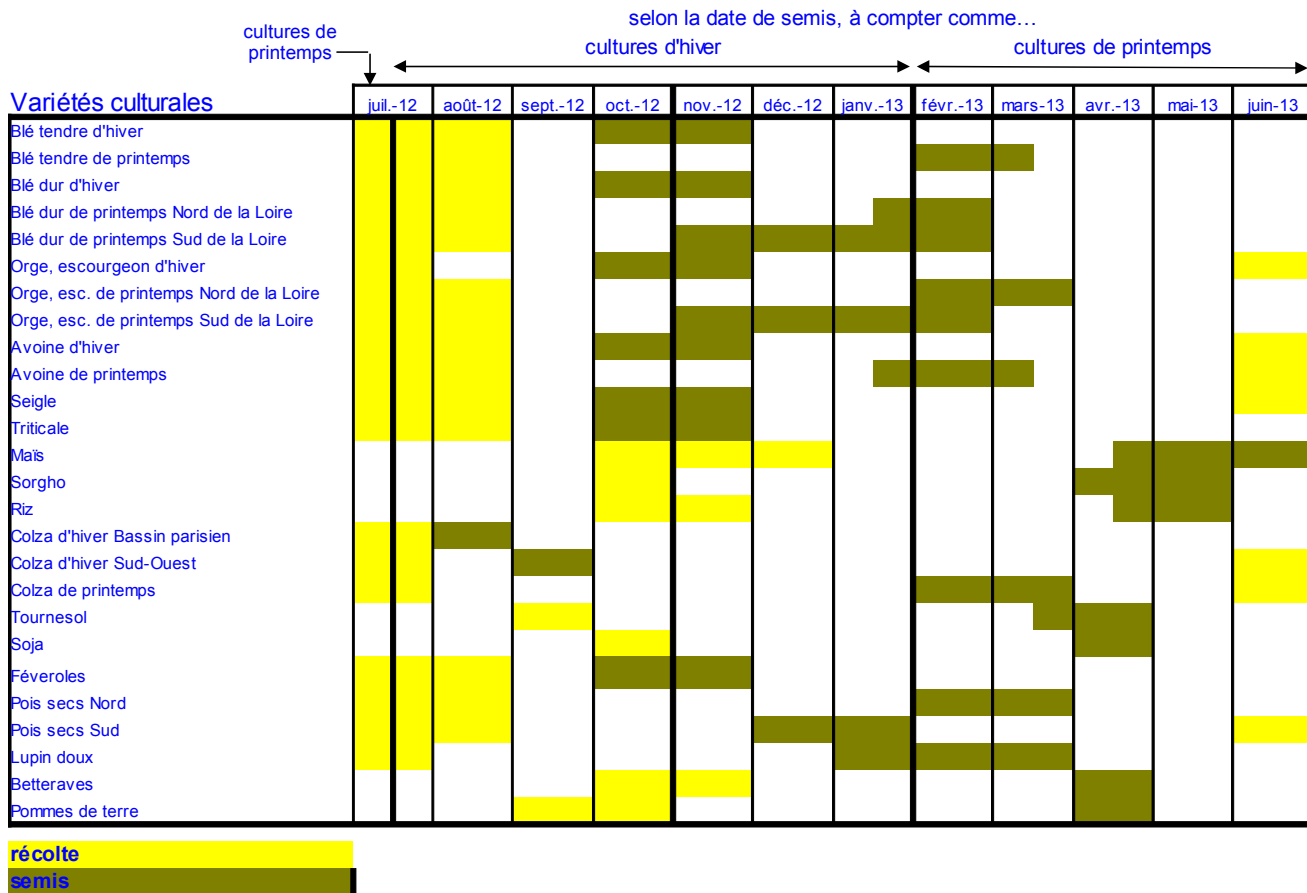 selon la date de semis, à compter comme…
cultures de
printemps
cultures d'hiver
cultures de printemps
Variétés culturales juil.-12 août-12 sept.-12 oct.-12 nov.-12 déc.-12 janv.-13 févr.-13 mars-13 avr.-13 mai-13 juin-13
Blé tendre d'hiver
Blé tendre de printemps
Blé dur d'hiver
Blé dur de printemps Nord de la Loire
Blé dur de printemps Sud de la Loire
Orge, escourgeon d'hiver
Orge, esc. de printemps Nord de la Loire
Orge, esc. de printemps Sud de la Loire
Avoine d'hiver
Avoine de printemps
Seigle
Triticale
Maïs
Sorgho
Riz
Colza d'hiver Bassin parisien
Colza d'hiver Sud-Ouest
Colza de printemps
Tournesol
Soja
Féveroles
Pois secs Nord
Pois secs Sud
Lupin doux
Betteraves
Pommes de terre
récolte
semis